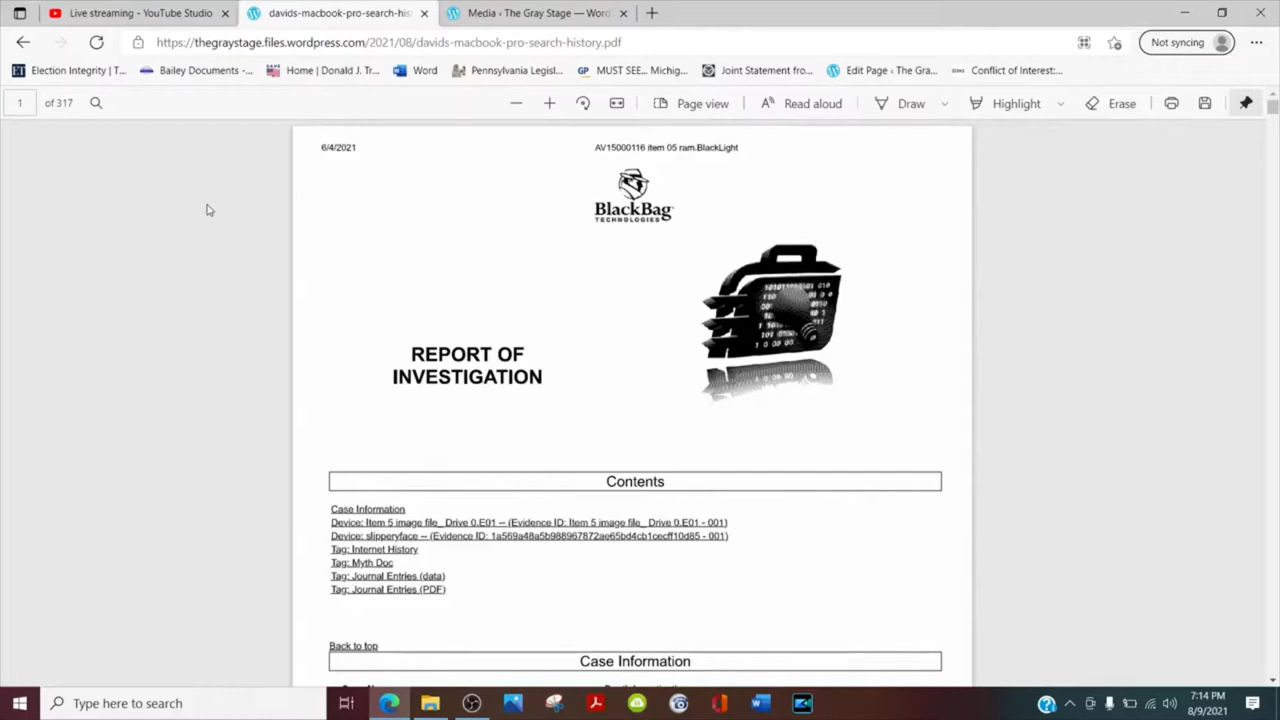 Live streaming - YouTube Studio
davids-macbook-pro-search-his
Media ‹ The Gray Stage — Wor
https://thegraystage.files.wordpress.com/2021/08/davids-macbook-pro-search-history.pdf
Not syncing
Election Integrity | T...
Bailey Documents -...
Home | Donald J. Tr...
Word
Pennsylvania Legisl...
MUST SEE... Michig...
Joint Statement fro...
Edit Page ‹ The Gra...
Conflict of Interest:...
1 of 317
Page view
Read aloud
Draw
Highlight
Erase
6/4/2021
AV15000116 item 05 ram.BlackLight
BlackBag
TECHNOLOGIES
REPORT OF
INVESTIGATION
Contents
Case Information
Device: Item 5 image file_ Drive 0.E01 -- (Evidence ID: Item 5 image file_ Drive 0.E01 - 001)
Device: slipperyface -- (Evidence ID: 1a569a48a5b988967872ae65bd4cb1cecff10d85 - 001)
Tag: Internet History
Tag: Myth Doc
Tag: Journal Entries (data)
Tag: Journal Entries (PDF)
Back to top
Case Information
Type here to search
7:14 PM
8/9/2021